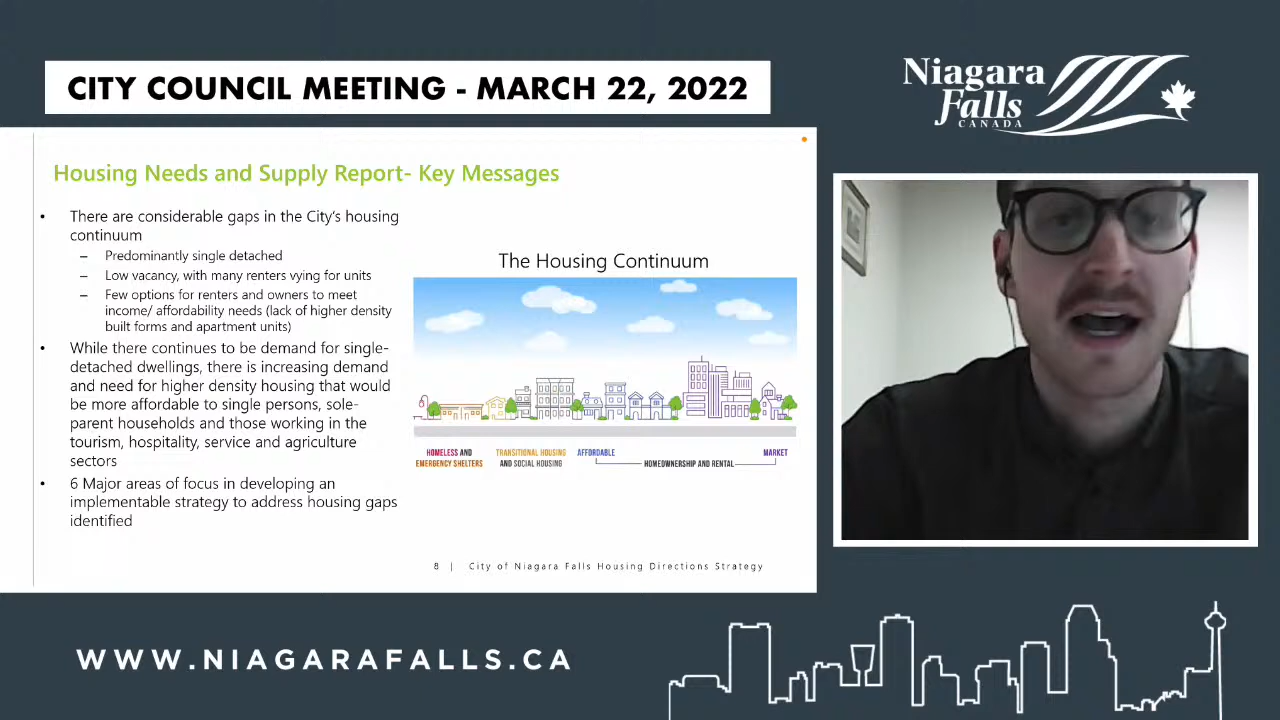 CITY COUNCIL MEETING - MARCH 22, 2022
Niagara
Falls
CANADA
Housing Needs and Supply Report- Key Messages
• There are considerable gaps in the City's housing
continuum
– Predominantly single detached
– Low vacancy, with many renters vying for units
– Few options for renters and owners to meet
income/ affordability needs (lack of higher density
built forms and apartment units)
• While there continues to be demand for single-
detached dwellings, there is increasing demand
and need for higher density housing that would
be more affordable to single persons, sole-
parent households and those working in the
tourism, hospitality, service and agriculture
sectors
• 6 Major areas of focus in developing an
implementable strategy to address housing gaps
identified
The Housing Continuum
HOMELESS AND
EMERGENCY SHELTERS
TRANSITIONAL HOUSING
AND SOCIAL HOUSING
AFFORDABLE
HOMEOWNERSHIP AND RENTAL
MARKET
8 | City of Niagara Falls Housing Directions Strategy
WWW.NIAGARAFALLS.CA